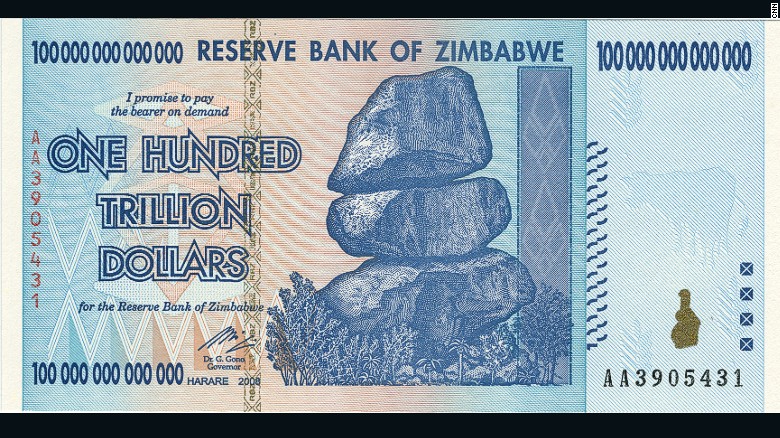 CNN
100 000 000 000 000
RESERVE BANK OF ZIMBABWE
100 000 000 000 000
I promise to pay
the bearer on demand
ONE HUNDRED
TRILLION
DOLLARS
for the Reserve Bank of Zimbabwe
Dr. G. Gono
Governor
100 000 000 000 000
HARARE 2008
AA3905431
AA3905431
RBZ